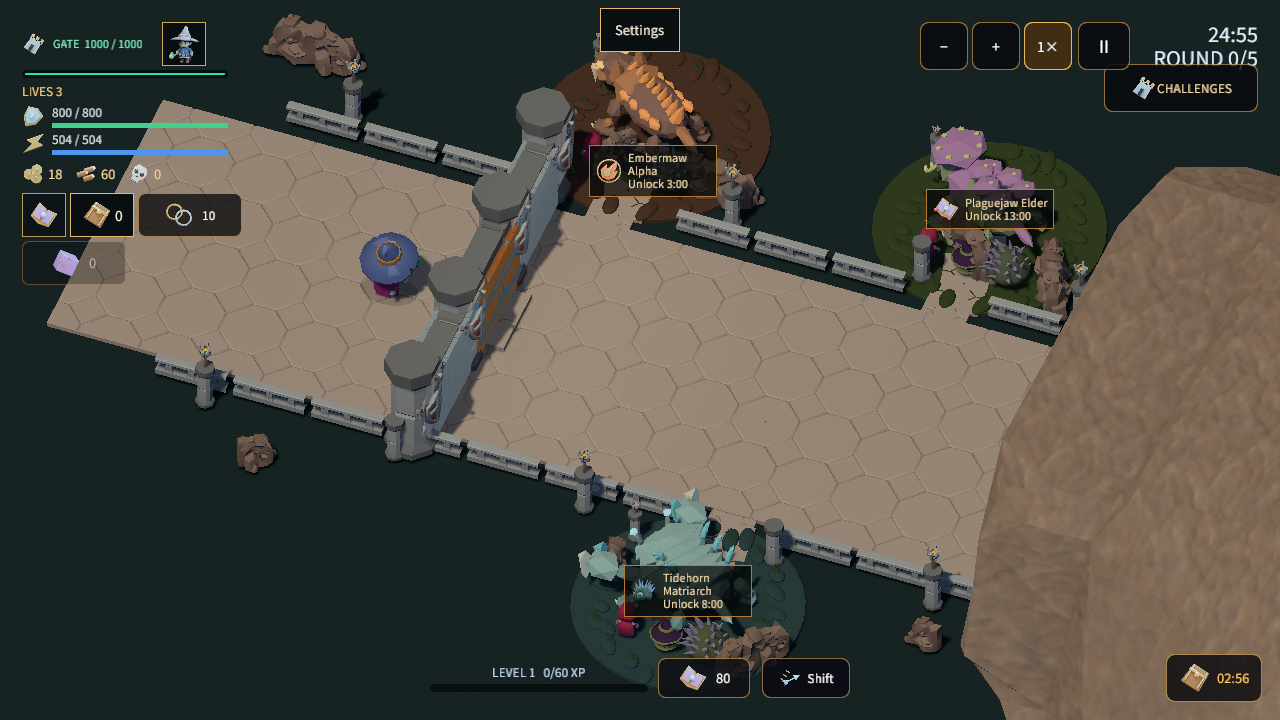 Settings
GATE 1000 / 1000
LIVES 3
800 / 800
504 / 504
18
60
0
0
10
0
−
+
1×
24:55
ROUND 0/5
CHALLENGES
Embermaw
Alpha
Unlock 3:00
Plaguejaw Elder
Unlock 13:00
Tidehorn
Matriarch
Unlock 8:00
LEVEL 1 0/60 XP
80
Shift
02:56